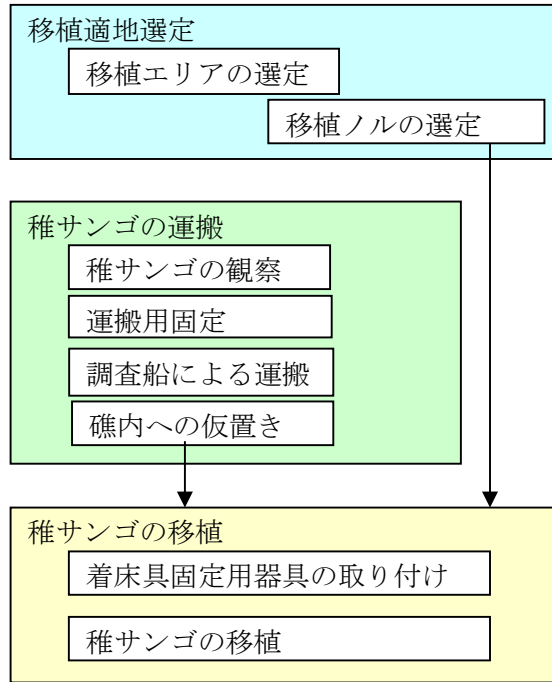 移植適地選定
移植エリアの選定
移植ノルの選定
稚サンゴの運搬
稚サンゴの観察
運搬用固定
調査船による運搬
礁内への仮置き
稚サンゴの移植
着床具固定用器具の取り付け
稚サンゴの移植